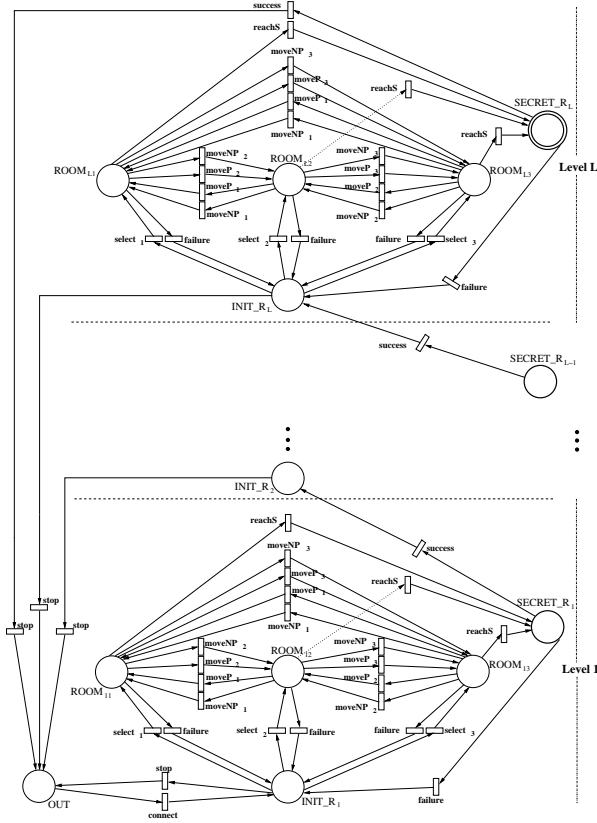 success
reachS
moveNP 3
moveP 3
moveP 1
moveNP 1
reachS
SECRET_R L
reachS
Level L
ROOM L1
moveNP 2
moveP 2
moveP 1
moveNP 1
ROOM L2
moveNP 3
moveP 3
moveP 2
moveNP 2
ROOM L3
select 1
failure
select 2
failure
failure
select 3
INIT_R L
failure
success
SECRET_R L-1
INIT_R 2
success
reachS
moveNP 3
moveP 3
moveP 1
moveNP 1
reachS
SECRET_R 1
reachS
Level 1
stop
stop
stop
ROOM 11
moveNP 2
moveP 2
moveP 1
moveNP 1
ROOM 12
moveNP 3
moveP 3
moveP 2
moveNP 2
ROOM 13
select 1
failure
select 2
failure
failure
select 3
stop
OUT
connect
INIT_R 1
failure